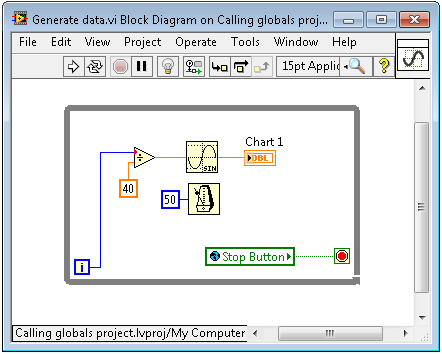 Generate data.vi Block Diagram on Calling globals proj...
File Edit View Project Operate Tools Window Help
15pt Applic
?
Chart 1
÷
SIN
DBL
40
50
i
Stop Button
Calling globals project.lvproj/My Computer